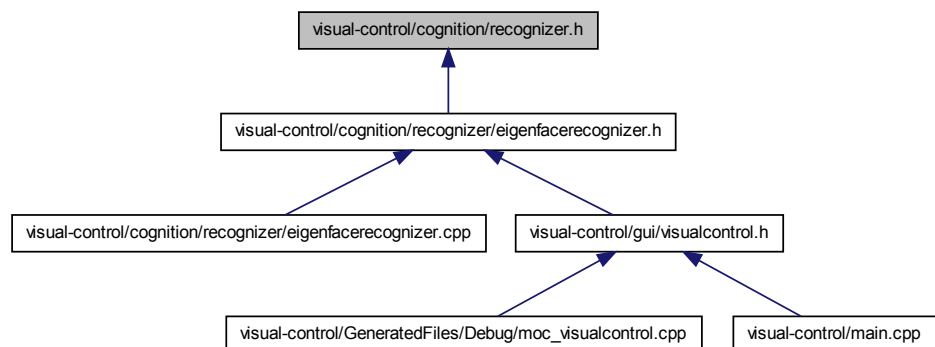 visual-control/cognition/recognizer.h
visual-control/cognition/recognizer/eigenfacerecognizer.h
visual-control/cognition/recognizer/eigenfacerecognizer.cpp
visual-control/gui/visualcontrol.h
visual-control/GeneratedFiles/Debug/moc_visualcontrol.cpp
visual-control/main.cpp